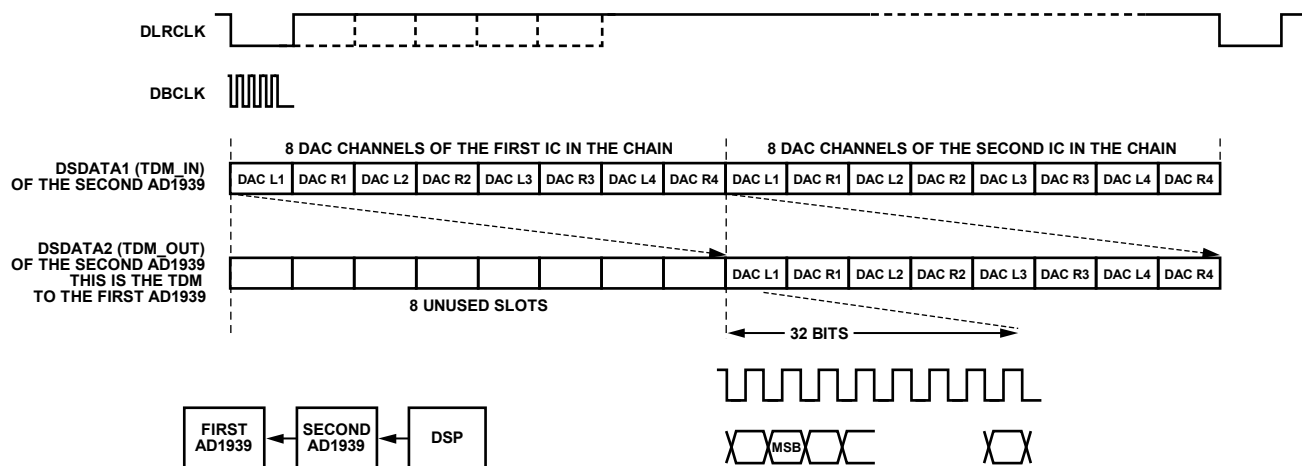 DLRCLK
DBCLK
8 DAC CHANNELS OF THE FIRST IC IN THE CHAIN
8 DAC CHANNELS OF THE SECOND IC IN THE CHAIN
DSDATA1 (TDM_IN)
OF THE SECOND AD1939
DAC L1 DAC R1 DAC L2 DAC R2 DAC L3 DAC R3 DAC L4 DAC R4 DAC L1 DAC R1 DAC L2 DAC R2 DAC L3 DAC R3 DAC L4 DAC R4
DSDATA2 (TDM_OUT)
OF THE SECOND AD1939
THIS IS THE TDM
TO THE FIRST AD1939
DAC L1 DAC R1 DAC L2 DAC R2 DAC L3 DAC R3 DAC L4 DAC R4
8 UNUSED SLOTS
32 BITS
FIRST
AD1939
SECOND
AD1939
DSP
MSB